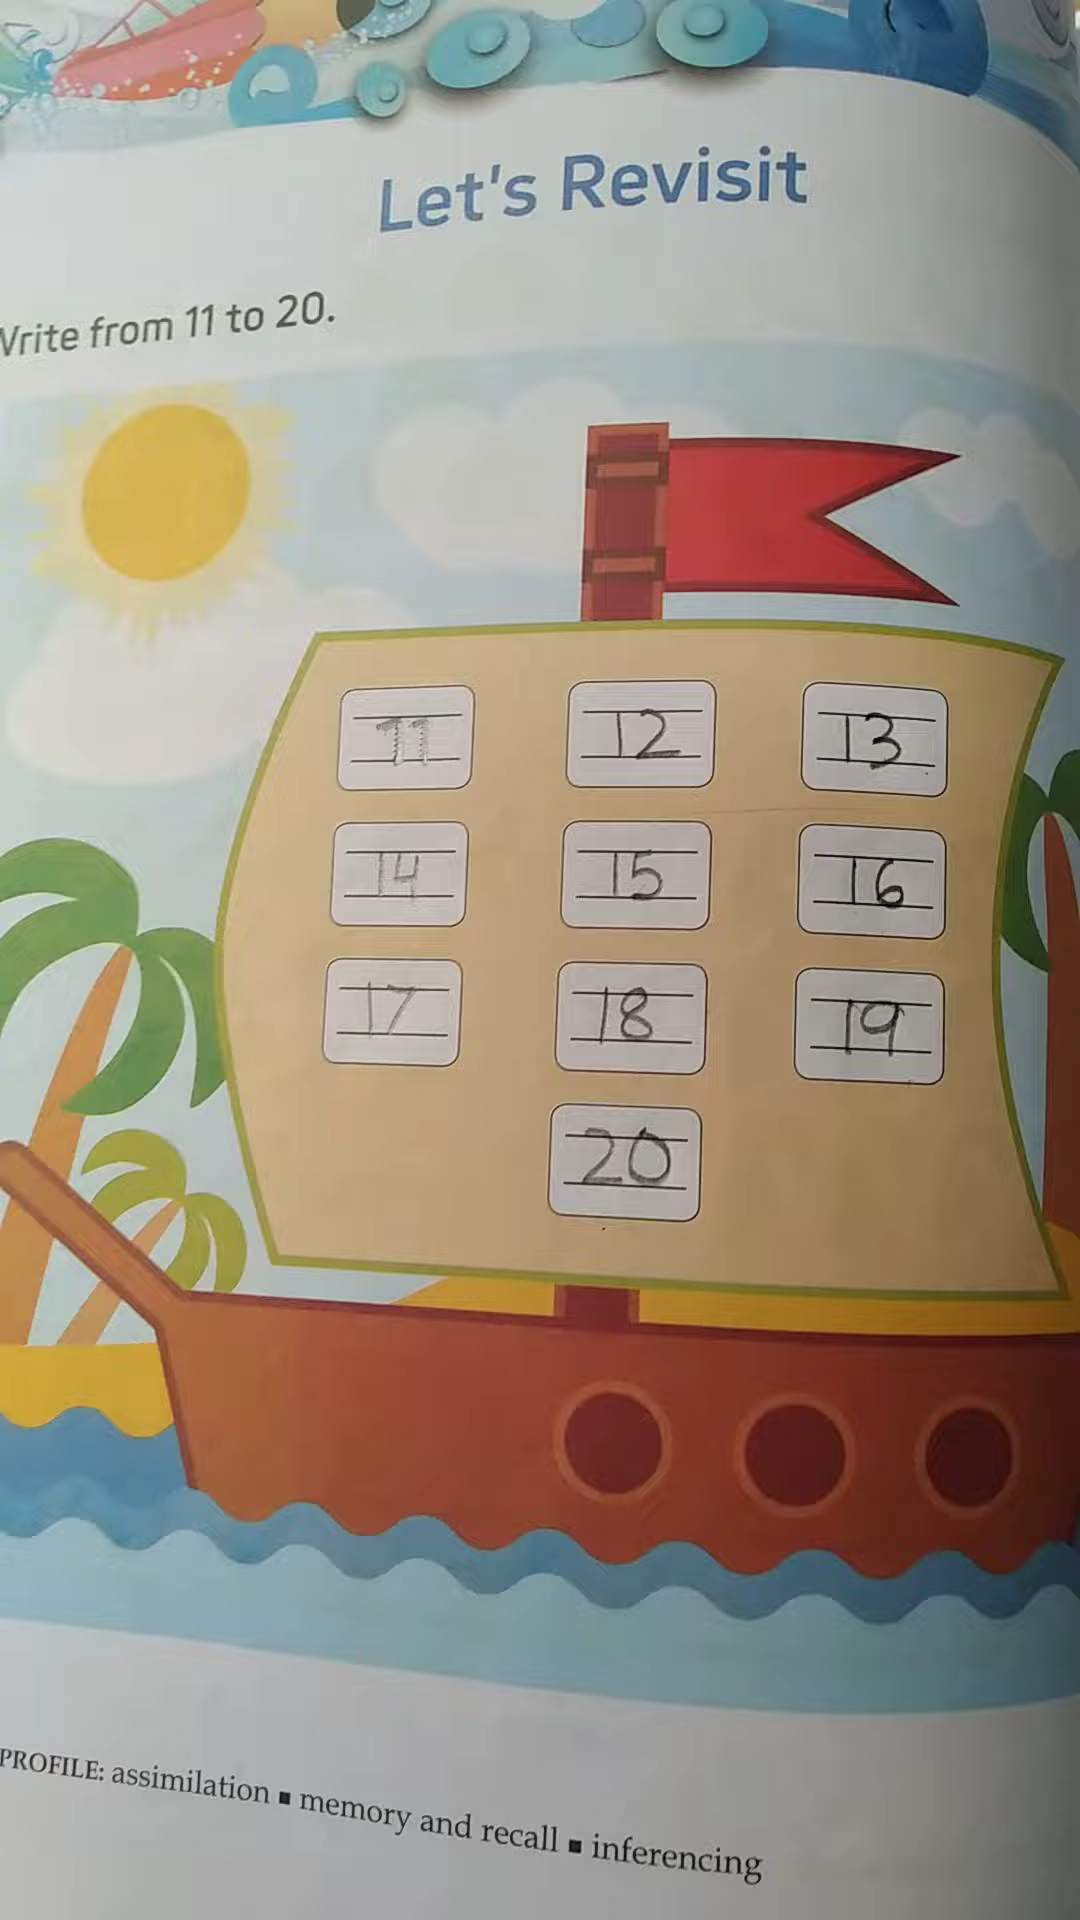 Let's Revisit
Write from 11 to 20.
11 12 13
14 15 16
17 18 19
20
PROFILE: assimilation ▪ memory and recall ▪ inferencing